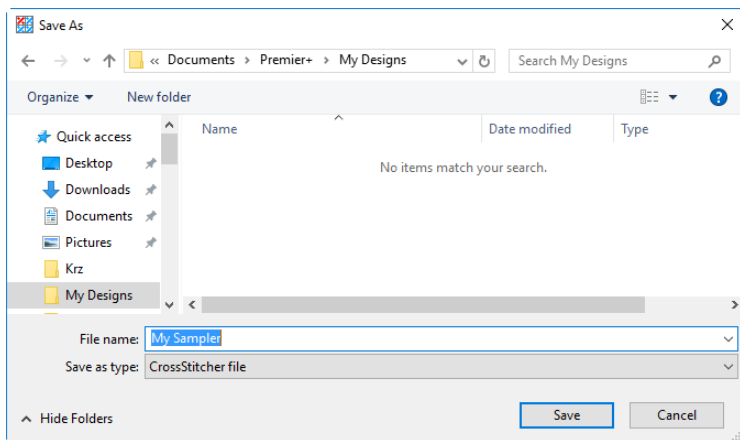 Save As
« Documents > Premier+ > My Designs
Search My Designs
Organize New folder
Name Date modified Type
Quick access
No items match your search.
Desktop
Downloads
Documents
Pictures
Krz
My Designs
File name: My Sampler
Save as type: CrossStitcher file
Hide Folders Save Cancel